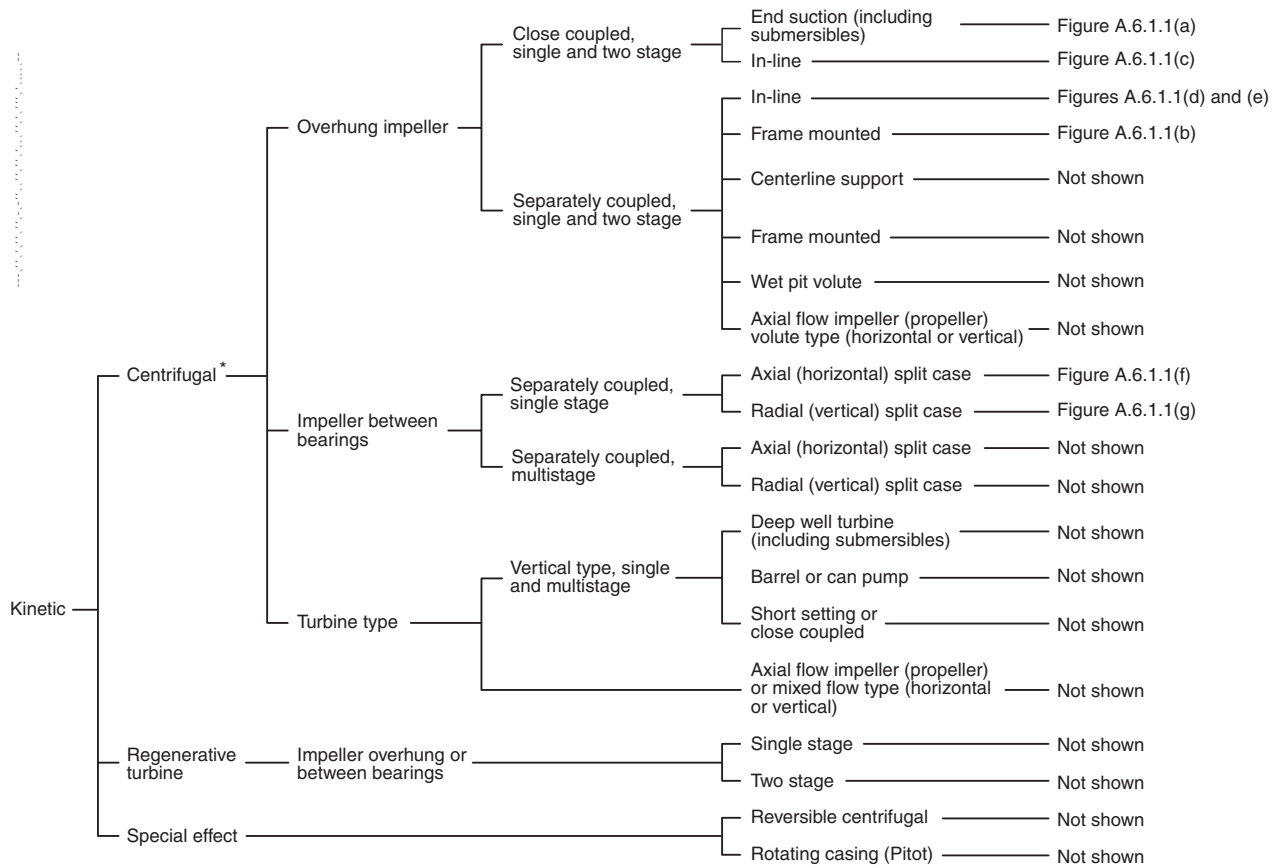 Close coupled,
single and two stage
End suction (including
submersibles)
Figure A.6.1.1(a)
In-line
Figure A.6.1.1(c)
Overhung impeller
In-line
Figures A.6.1.1(d) and (e)
Frame mounted
Figure A.6.1.1(b)
Centerline support
Not shown
Separately coupled,
single and two stage
Frame mounted
Not shown
Wet pit volute
Not shown
Axial flow impeller (propeller)
volute type (horizontal or vertical)
Not shown
Centrifugal*
Separately coupled,
single stage
Axial (horizontal) split case
Figure A.6.1.1(f)
Radial (vertical) split case
Figure A.6.1.1(g)
Impeller between
bearings
Separately coupled,
multistage
Axial (horizontal) split case
Not shown
Radial (vertical) split case
Not shown
Deep well turbine
(including submersibles)
Not shown
Vertical type, single
and multistage
Barrel or can pump
Not shown
Kinetic
Turbine type
Short setting or
close coupled
Not shown
Axial flow impeller (propeller)
or mixed flow type (horizontal
or vertical)
Not shown
Regenerative
turbine
Impeller overhung or
between bearings
Single stage
Not shown
Two stage
Not shown
Special effect
Reversible centrifugal
Not shown
Rotating casing (Pitot)
Not shown